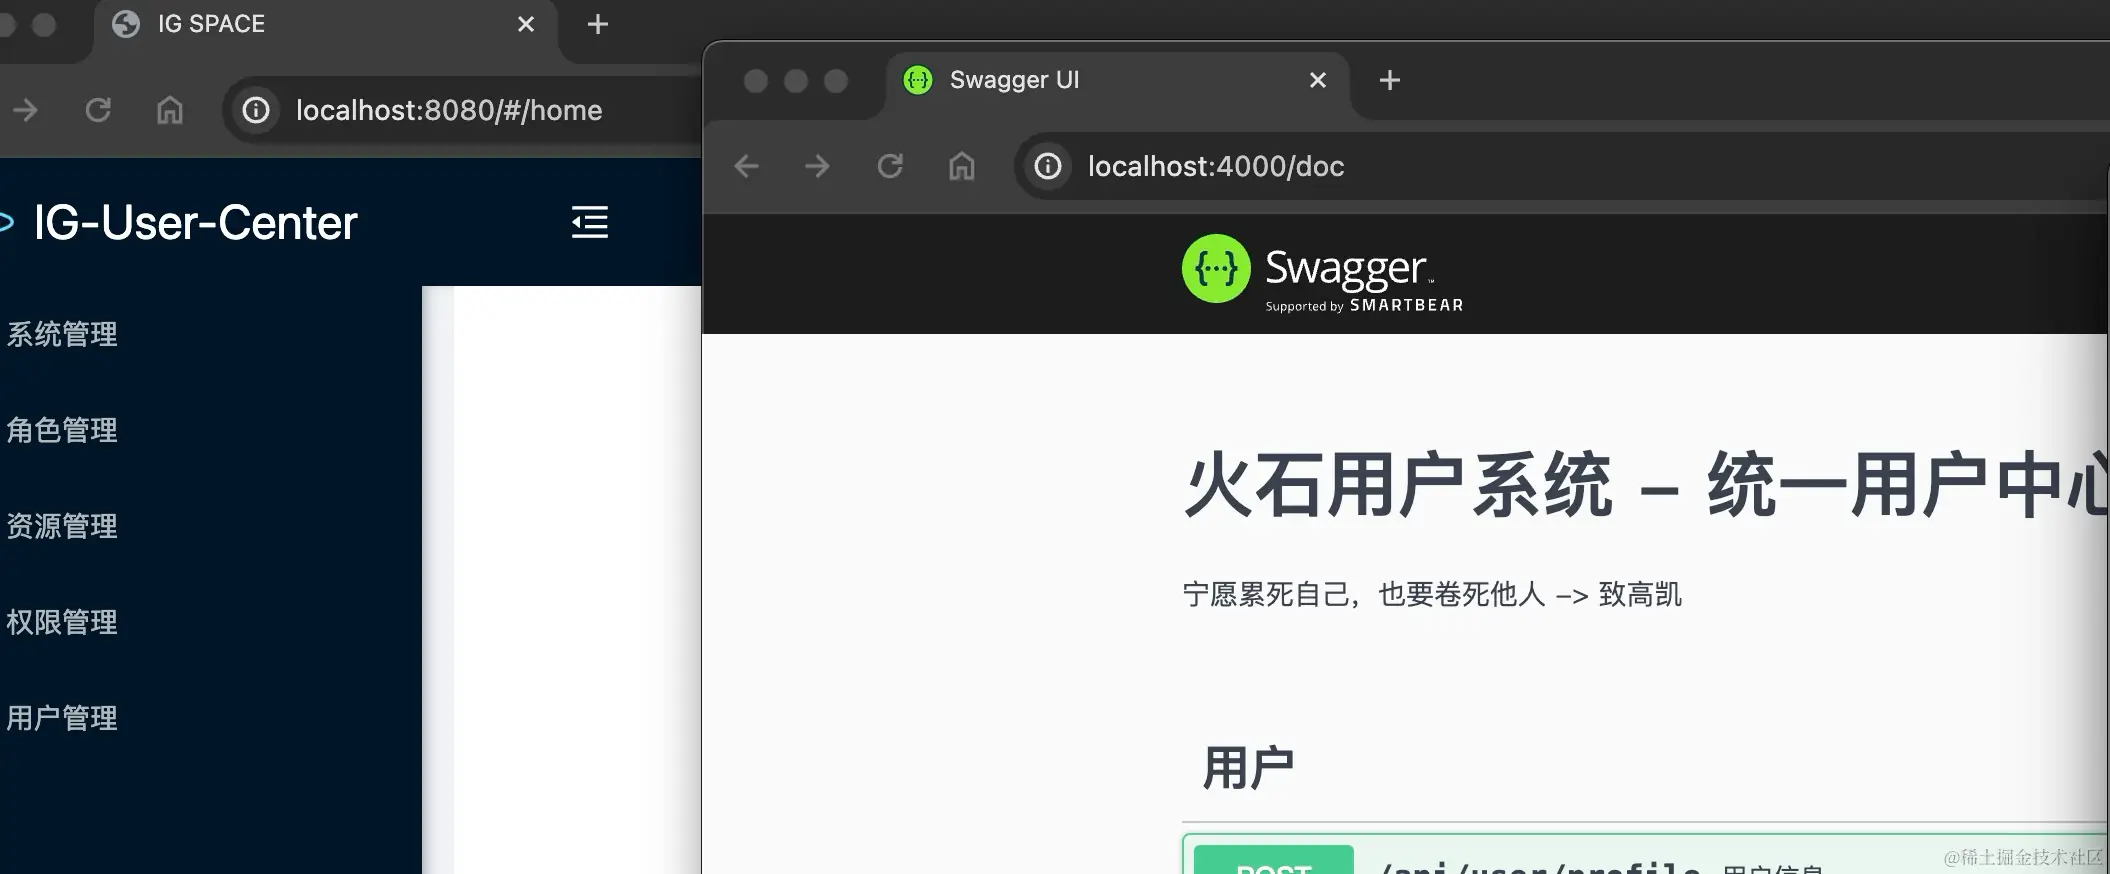 IG SPACE
localhost:8080/#/home
IG-User-Center
系统管理
角色管理
资源管理
权限管理
用户管理
Swagger UI
localhost:4000/doc
Swagger
Supported by SMARTBEAR
火石用户系统 – 统一用户中心
宁愿累死自己，也要卷死他人 –> 致高凯
用户
POST /api/user/profile 用户信息
@稀土掘金技术社区